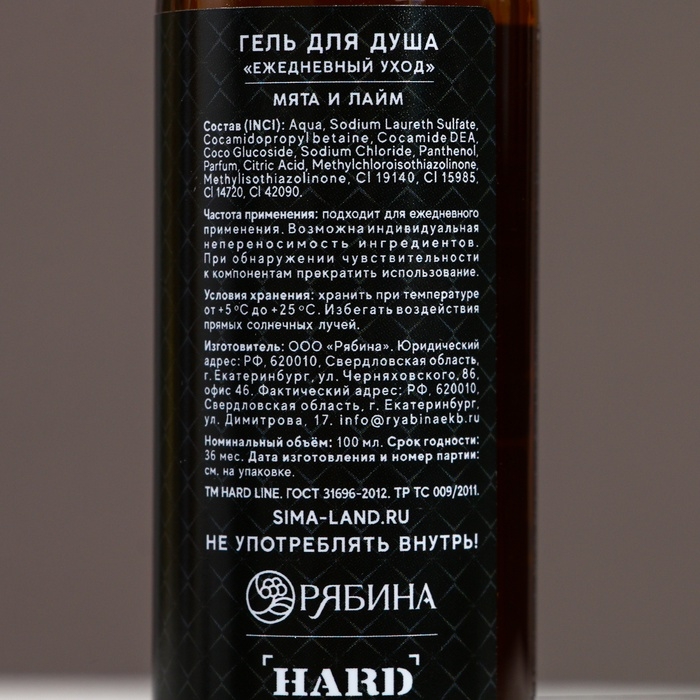 ГЕЛЬ ДЛЯ ДУША
«ЕЖЕДНЕВНЫЙ УХОД»
МЯТА И ЛАЙМ
Состав (INCI): Aqua, Sodium Laureth Sulfate,
Cocamidopropyl betaine, Cocamide DEA,
Coco Glucoside, Sodium Chloride, Panthenol,
Parfum, Citric Acid, Methylchloroisothiazolinone,
Methylisothiazolinone, CI 19140, CI 15985,
CI 14720, CI 42090.
Частота применения: подходит для ежедневного
применения. Возможна индивидуальная
непереносимость ингредиентов.
При обнаружении чувствительности
к компонентам прекратить использование.
Условия хранения: хранить при температуре
от +5 °С до +25 °С. Избегать воздействия
прямых солнечных лучей.
Изготовитель: ООО «Рябина». Юридический
адрес: РФ, 620010, Свердловская область,
г. Екатеринбург, ул. Черняховского, 86,
офис 46. Фактический адрес: РФ, 620010,
Свердловская область, г. Екатеринбург,
ул. Димитрова, 17. info@ryabinaekb.ru
Номинальный объём: 100 мл. Срок годности:
36 мес. Дата изготовления и номер партии:
см. на упаковке.
ТМ HARD LINE. ГОСТ 31696-2012. ТР ТС 009/2011.
SIMA-LAND.RU
НЕ УПОТРЕБЛЯТЬ ВНУТРЬ!
РЯБИНА
HARD